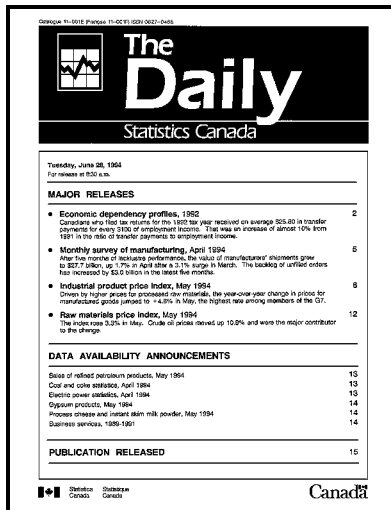 Catalogue 11-001E (Français 11-001F) ISSN 0827-0465
The
Daily
Statistics Canada
Tuesday, June 28, 1994
For release at 8:30 a.m.
MAJOR RELEASES
● Economic dependency profiles, 1992 2
Canadians who filed tax returns for the 1992 tax year received on average $25.80 in transfer
payments for every $100 of employment income. That was an increase of almost 10% from
1991 in the ratio of transfer payments to employment income.
● Monthly survey of manufacturing, April 1994 5
After five months of lacklustre performance, the value of manufacturers' shipments grew
to $27.7 billion, up 1.7% in April after a 3.1% surge in March. The backlog of unfilled orders
has increased by $3.0 billion in the latest five months.
● Industrial product price index, May 1994 8
Driven by higher prices for processed raw materials, the year-over-year change in prices for
manufactured goods jumped to +4.8% in May, the highest rate among members of the G7.
● Raw materials price index, May 1994 12
The index rose 3.3% in May. Crude oil prices moved up 10.8% and were the major contributor
to the change.
DATA AVAILABILITY ANNOUNCEMENTS
Sales of refined petroleum products, May 1994 13
Coal and coke statistics, April 1994 13
Electric power statistics, April 1994 13
Gypsum products, May 1994 14
Process cheese and instant skim milk powder, May 1994 14
Business services, 1989-1991 14
PUBLICATION RELEASED 15
Statistics Statistique
Canada Canada
Canada